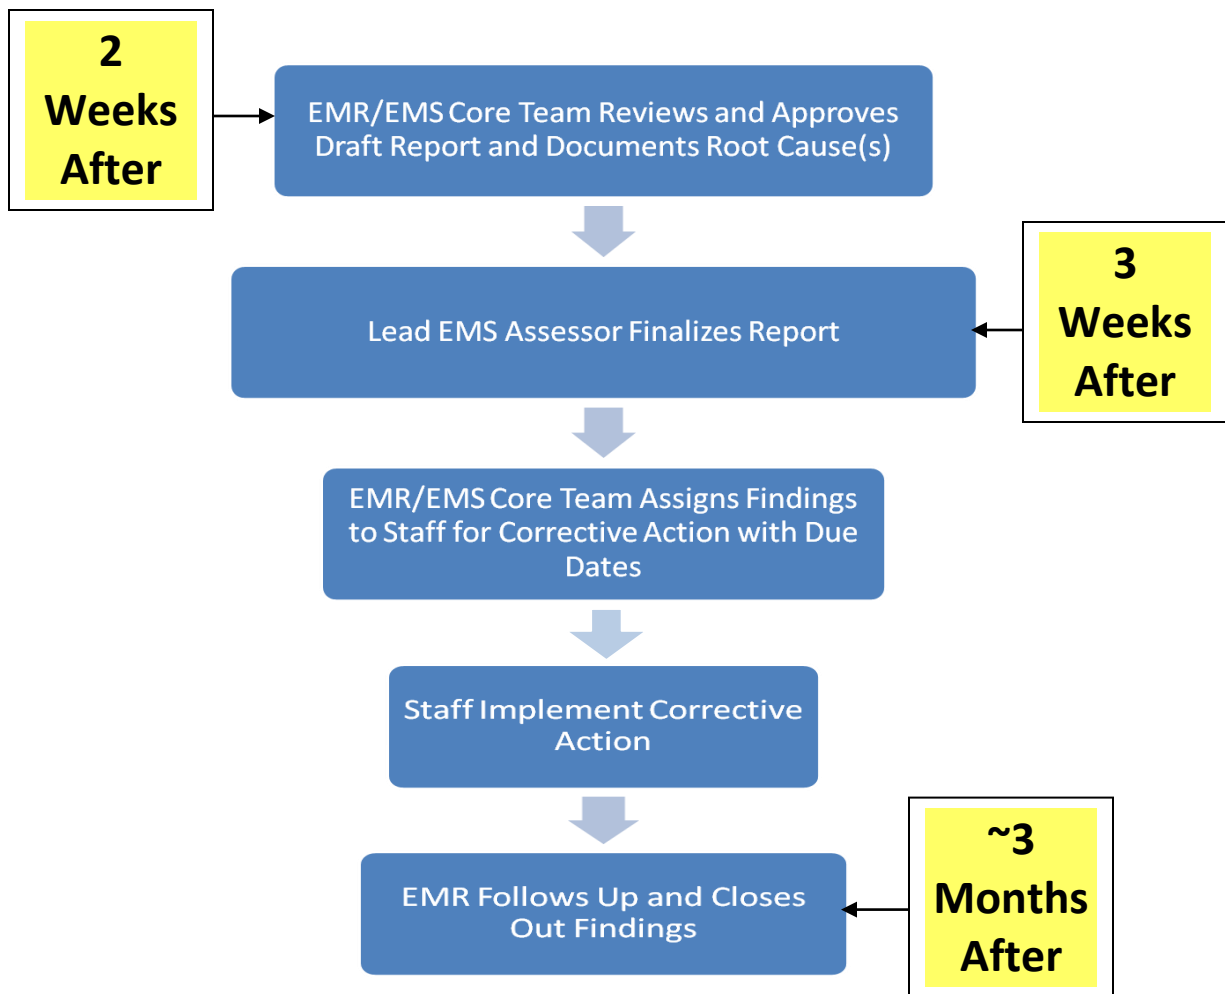 2
Weeks
After
EMR/EMS Core Team Reviews and Approves
Draft Report and Documents Root Cause(s)
Lead EMS Assessor Finalizes Report
3
Weeks
After
EMR/EMS Core Team Assigns Findings
to Staff for Corrective Action with Due
Dates
Staff Implement Corrective
Action
EMR Follows Up and Closes
Out Findings
~3
Months
After